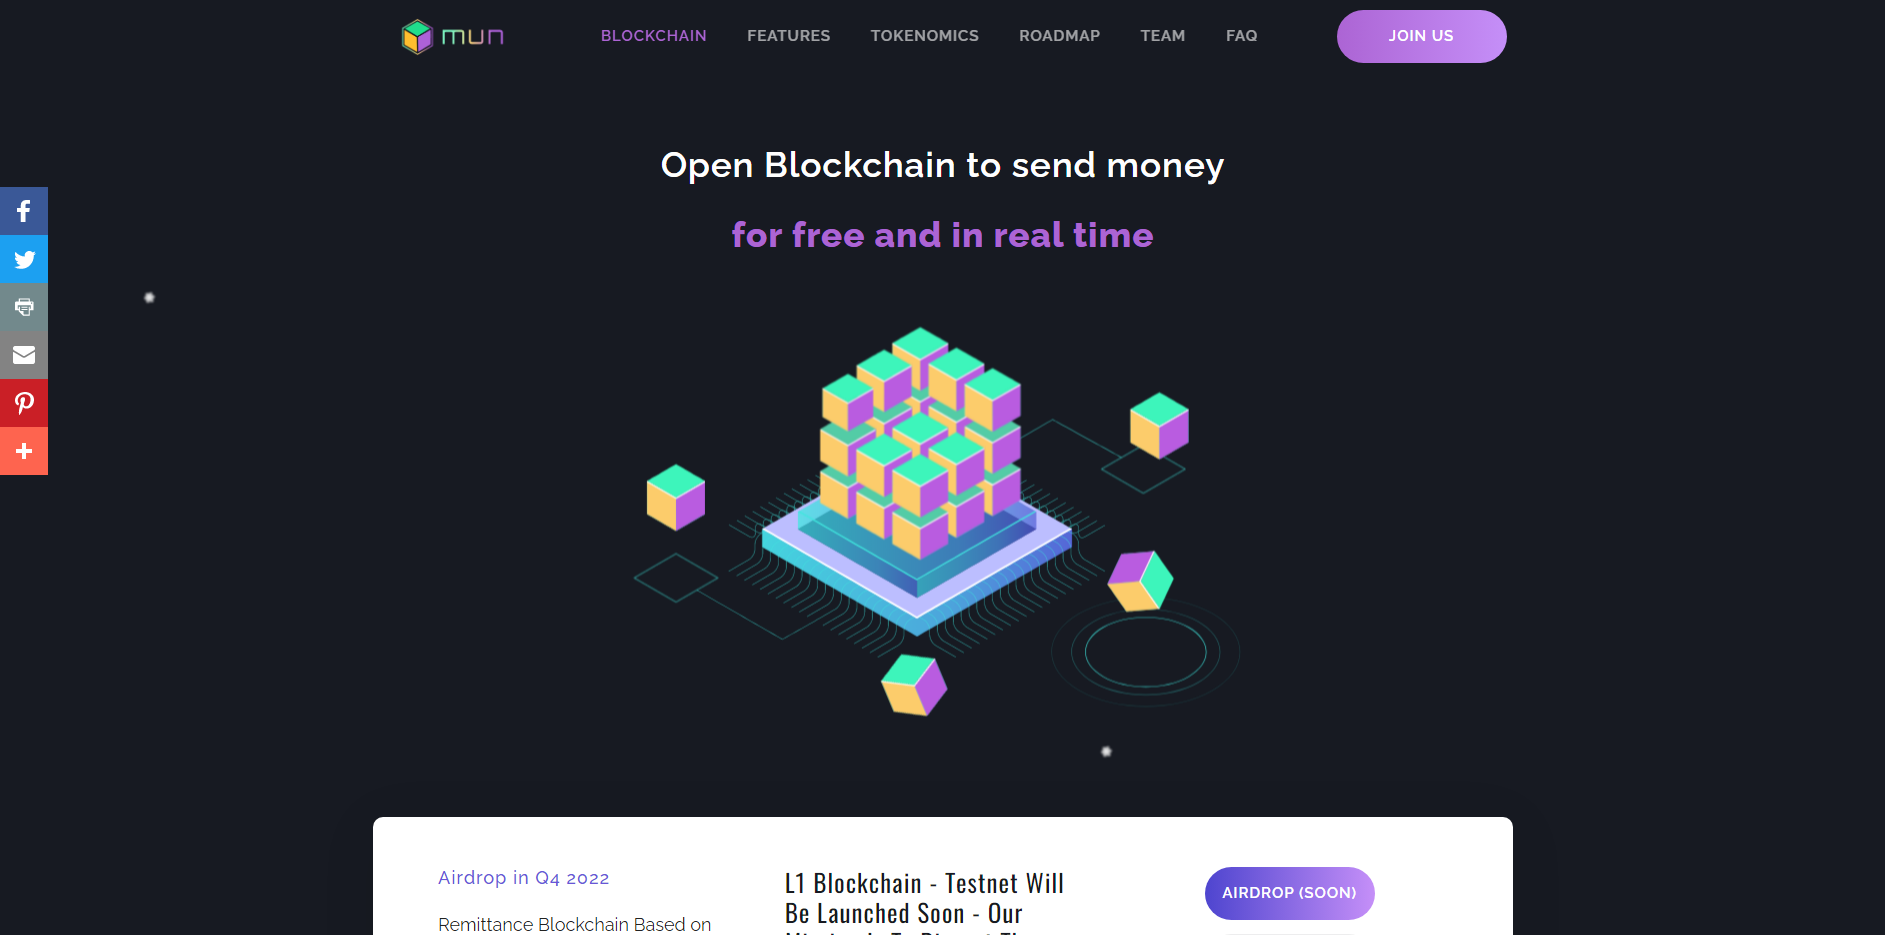 mun
BLOCKCHAIN
FEATURES
TOKENOMICS
ROADMAP
TEAM
FAQ
JOIN US
Open Blockchain to send money
for free and in real time
Airdrop in Q4 2022
Remittance Blockchain Based on
L1 Blockchain - Testnet Will
Be Launched Soon - Our
AIRDROP (SOON)